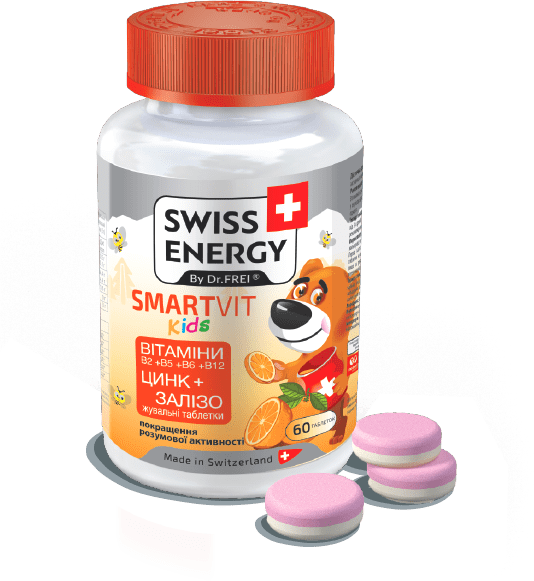 SWISS
ENERGY
By Dr.FREI®
SMARTVIT
Kids
ВІТАМІНИ
B2 +B5 +B6 +B12
ЦИНК +
ЗАЛІЗО
жувальні таблетки
покращення
розумової активності
60 ТАБЛЕТОК
Made in Switzerland